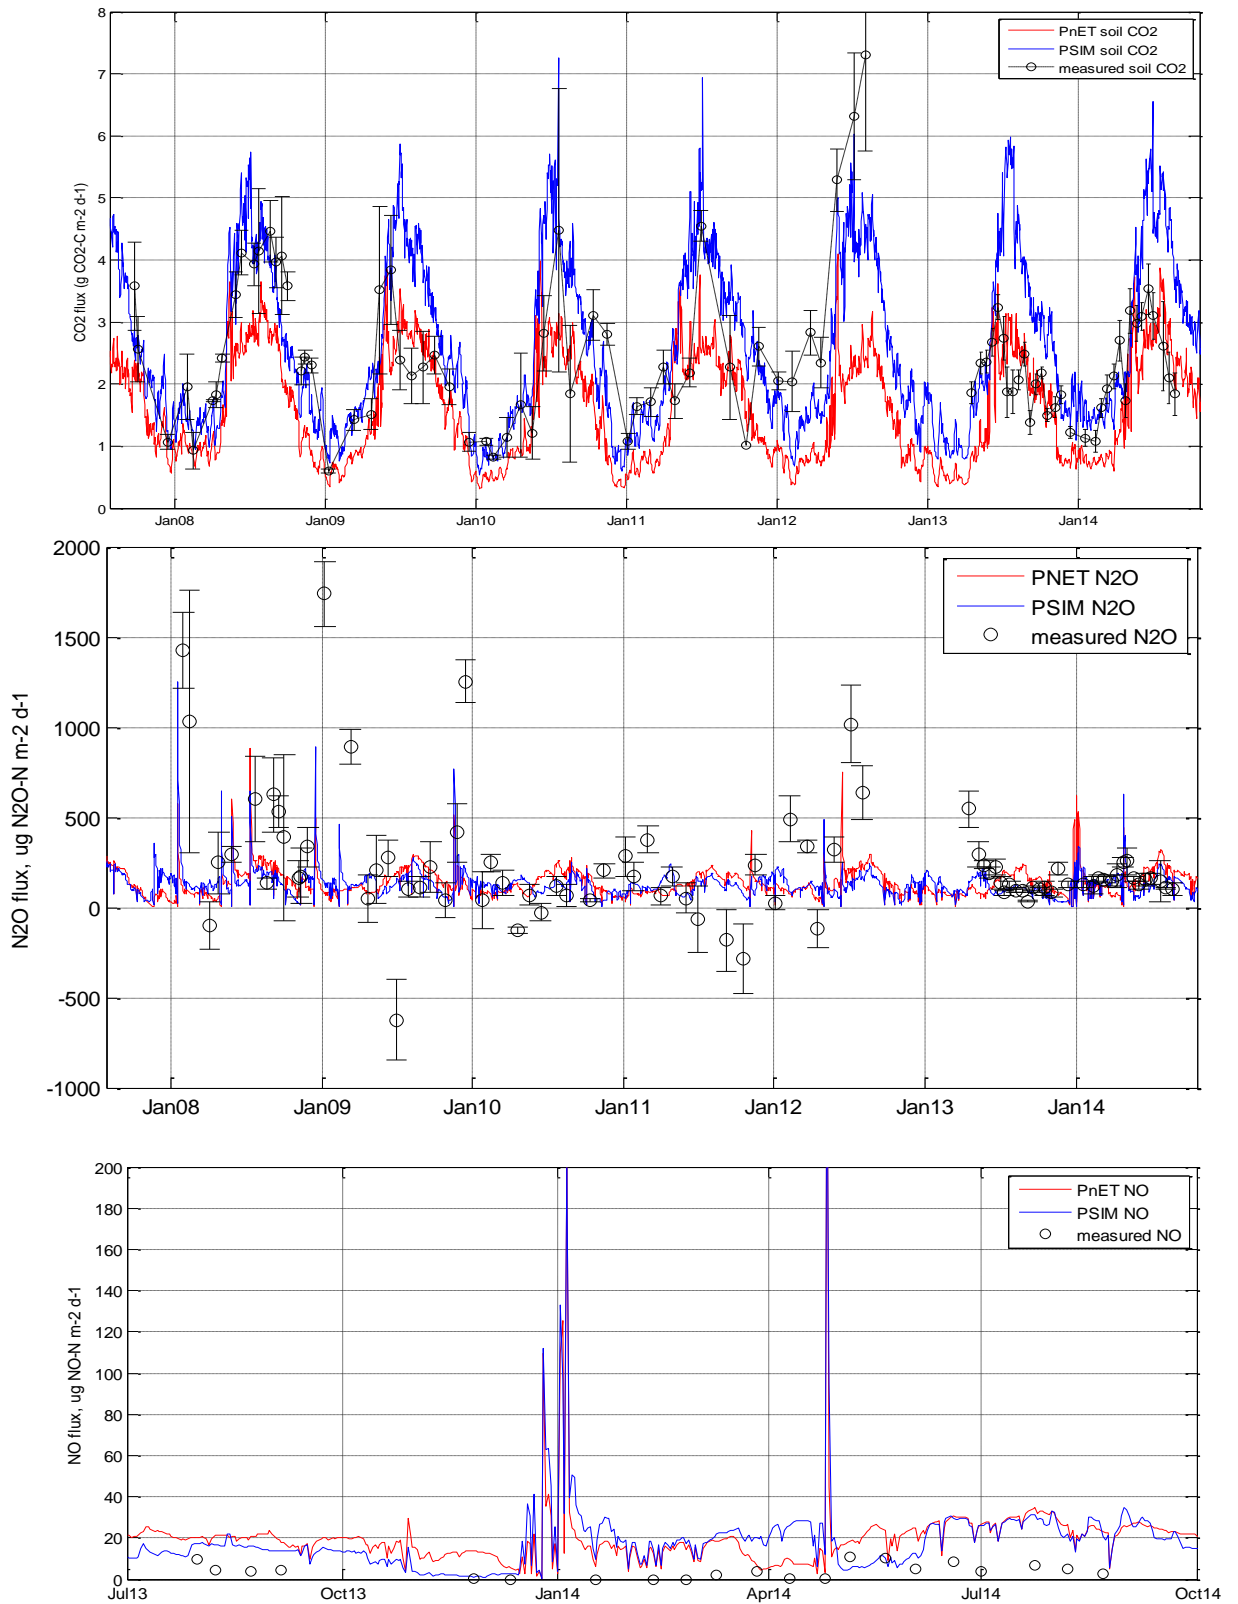 8
7
6
5
4
3
2
1
0
CO2 flux (g CO2-C m-2 d-1)
PnET soil CO2
PSIM soil CO2
measured soil CO2
Jan08 Jan09 Jan10 Jan11 Jan12 Jan13 Jan14
2000
1500
1000
500
0
-500
-1000
N2O flux, ug N2O-N m-2 d-1
PNET N2O
PSIM N2O
measured N2O
Jan08 Jan09 Jan10 Jan11 Jan12 Jan13 Jan14
200
180
160
140
120
100
80
60
40
20
0
NO flux, ug NO-N m-2 d-1
PnET NO
PSIM NO
measured NO
Jul13 Oct13 Jan14 Apr14 Jul14 Oct14